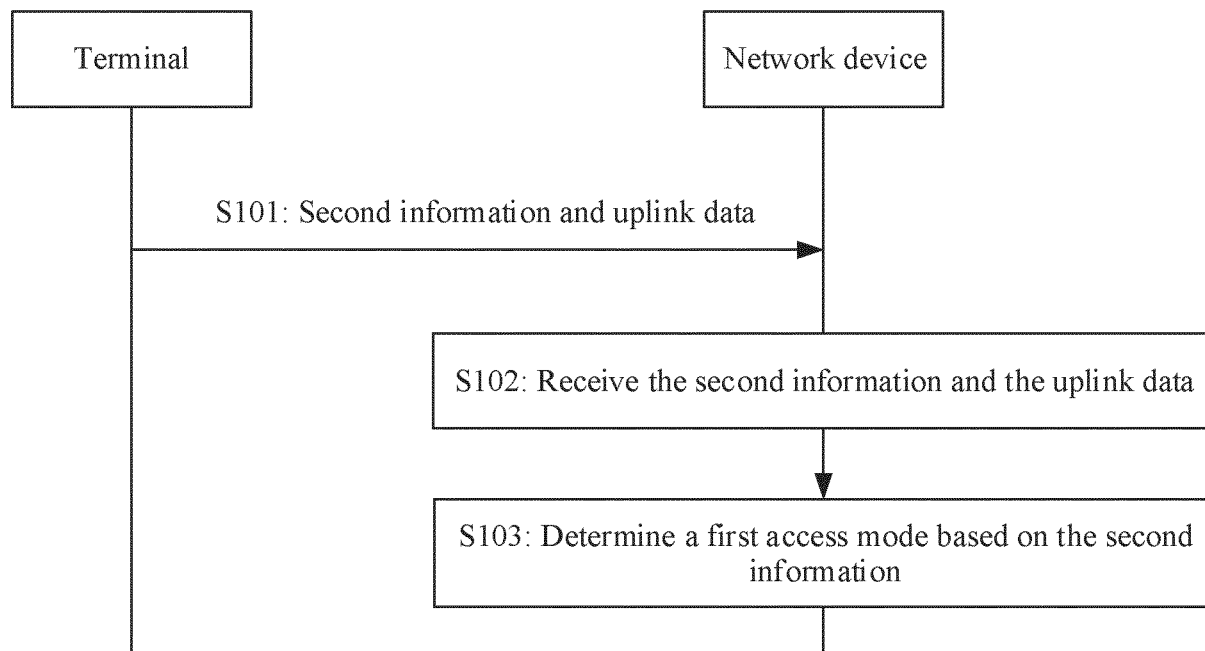 Terminal
Network device
S101: Second information and uplink data
S102: Receive the second information and the uplink data
S103: Determine a first access mode based on the second
information